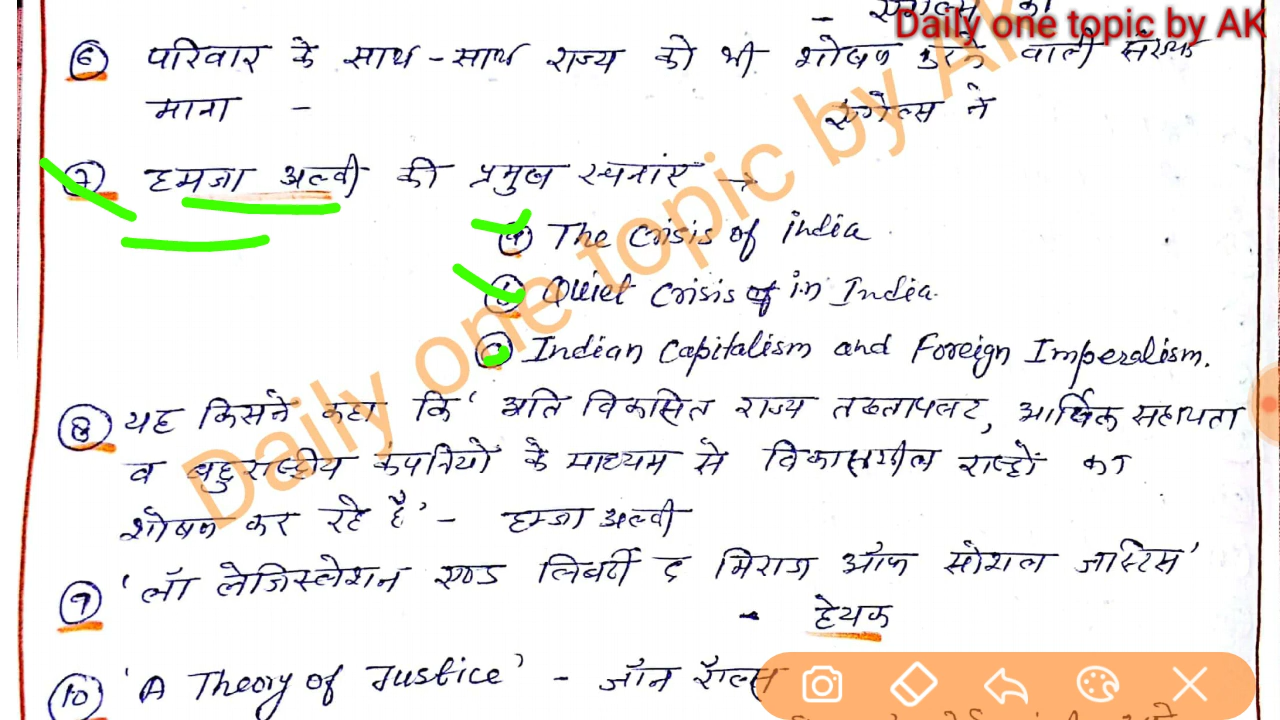 Daily one topic by AK
⑥ परिवार के साथ-साथ राज्य को भी शोषण करने वाली संस्था
माना - एंगेल्स ने
⑦ हमजा अल्वी की प्रमुख रचनाएं →
ⓐ The Crisis of india
ⓑ Quiet Crisis of in India.
ⓒ Indian Capitalism and Foreign Imperalism.
⑧ यह किसने कहा कि 'अति विकसित राज्य तख्तापलट, आर्थिक सहायता
व बहुराष्ट्रीय कंपनियों के माध्यम से विकासशील राष्ट्रों का
शोषण कर रहे है' - हम्जा अल्वी
⑨ 'लॉ लेजिस्लेशन एण्ड लिबर्टी द मिराज ऑफ सोशल जास्टिस'
- हेयक
⑩ 'A Theory of Justice' - जॉन रॉल्स
Daily one topic by AK